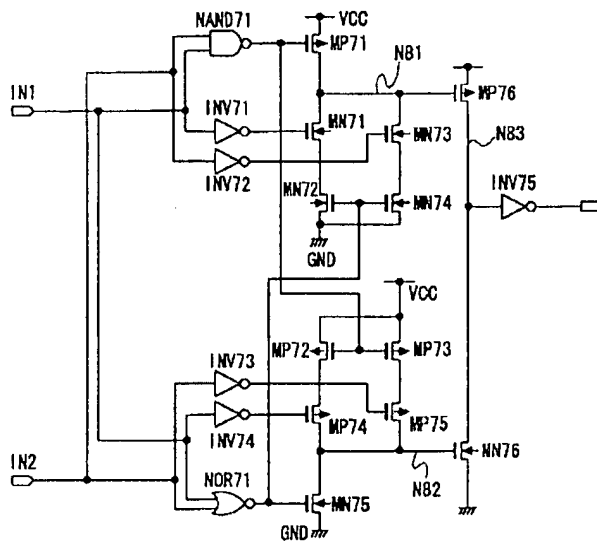 NAND71
VCC
MP71
N81
MP76
IN1
INV71
MN71
MN73
N83
INV72
INV75
MN72
MN74
GND
VCC
MP72
MP73
INV73
INV74
MP74
MP75
IN2
NOR71
MN76
N82
MN75
GND